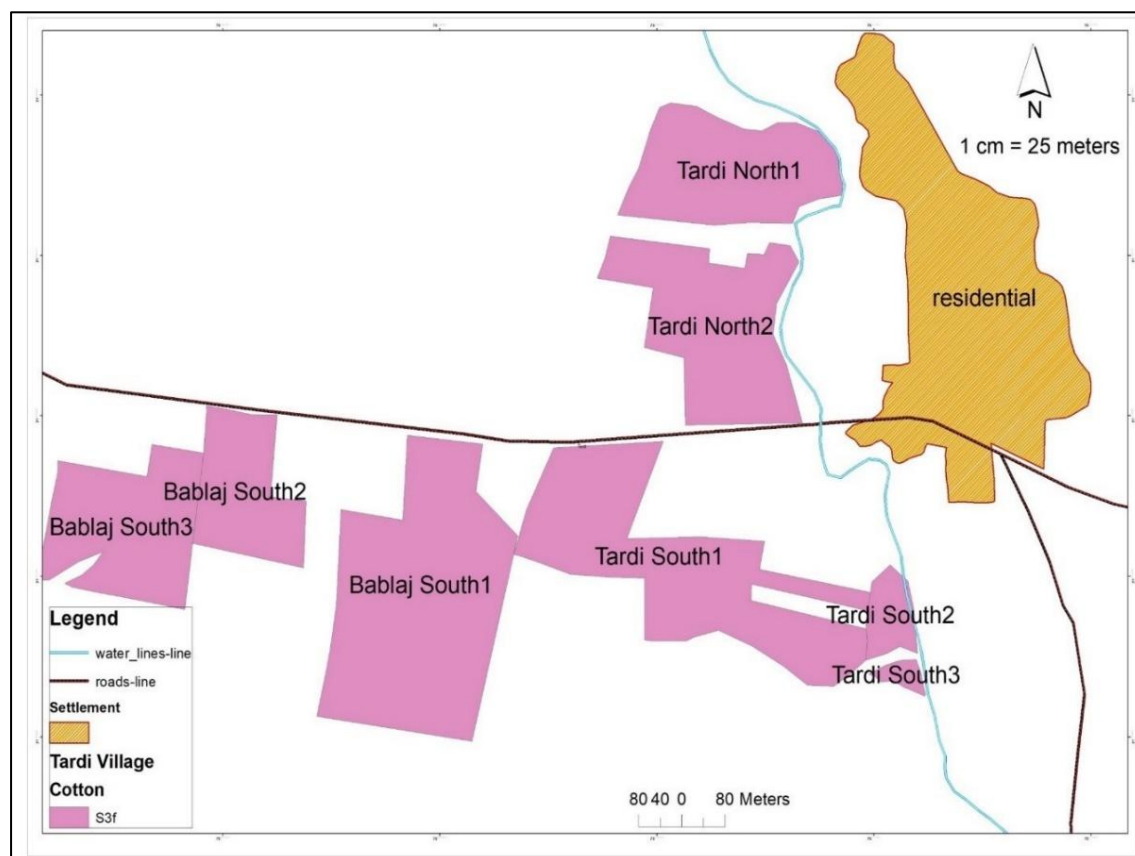 N
1 cm = 25 meters
Tardi North1
residential
Tardi North2
Bablaj South2
Bablaj South3
Bablaj South1
Tardi South1
Tardi South2
Tardi South3
Legend
water_lines-line
roads-line
Settlement
Tardi Village
Cotton
S3f
80 40 0 80 Meters